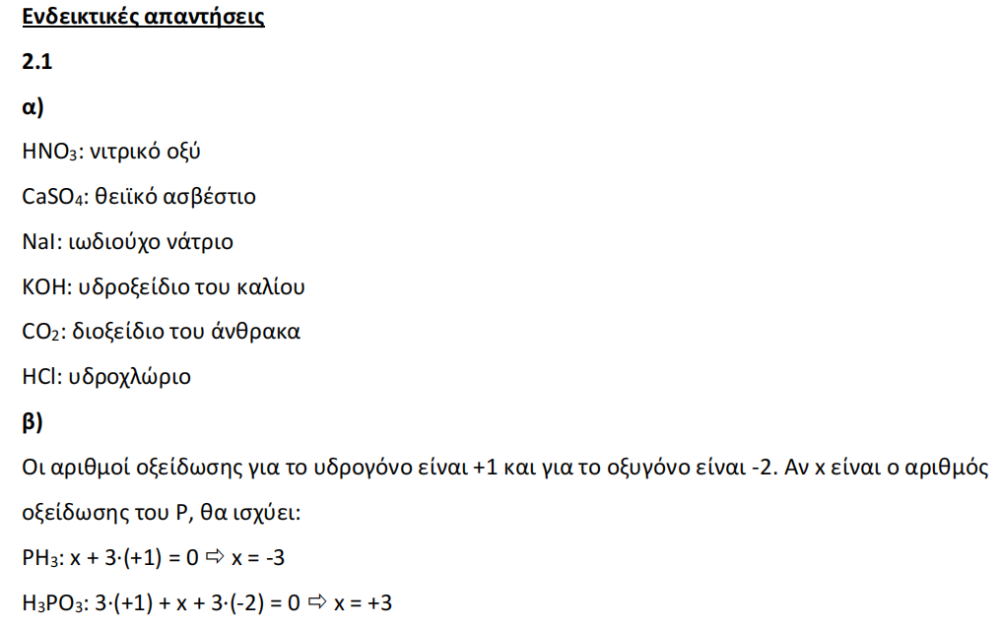 Ενδεικτικές απαντήσεις
2.1
α)
HNO₃: νιτρικό οξύ
CaSO₄: θειϊκό ασβέστιο
NaI: ιωδιούχο νάτριο
KOH: υδροξείδιο του καλίου
CO₂: διοξείδιο του άνθρακα
HCl: υδροχλώριο
β)
Οι αριθμοί οξείδωσης για το υδρογόνο είναι +1 και για το οξυγόνο είναι -2. Αν x είναι ο αριθμός
οξείδωσης του P, θα ισχύει:
PH₃: x + 3·(+1) = 0 ⇨ x = -3
H₃PO₃: 3·(+1) + x + 3·(-2) = 0 ⇨ x = +3